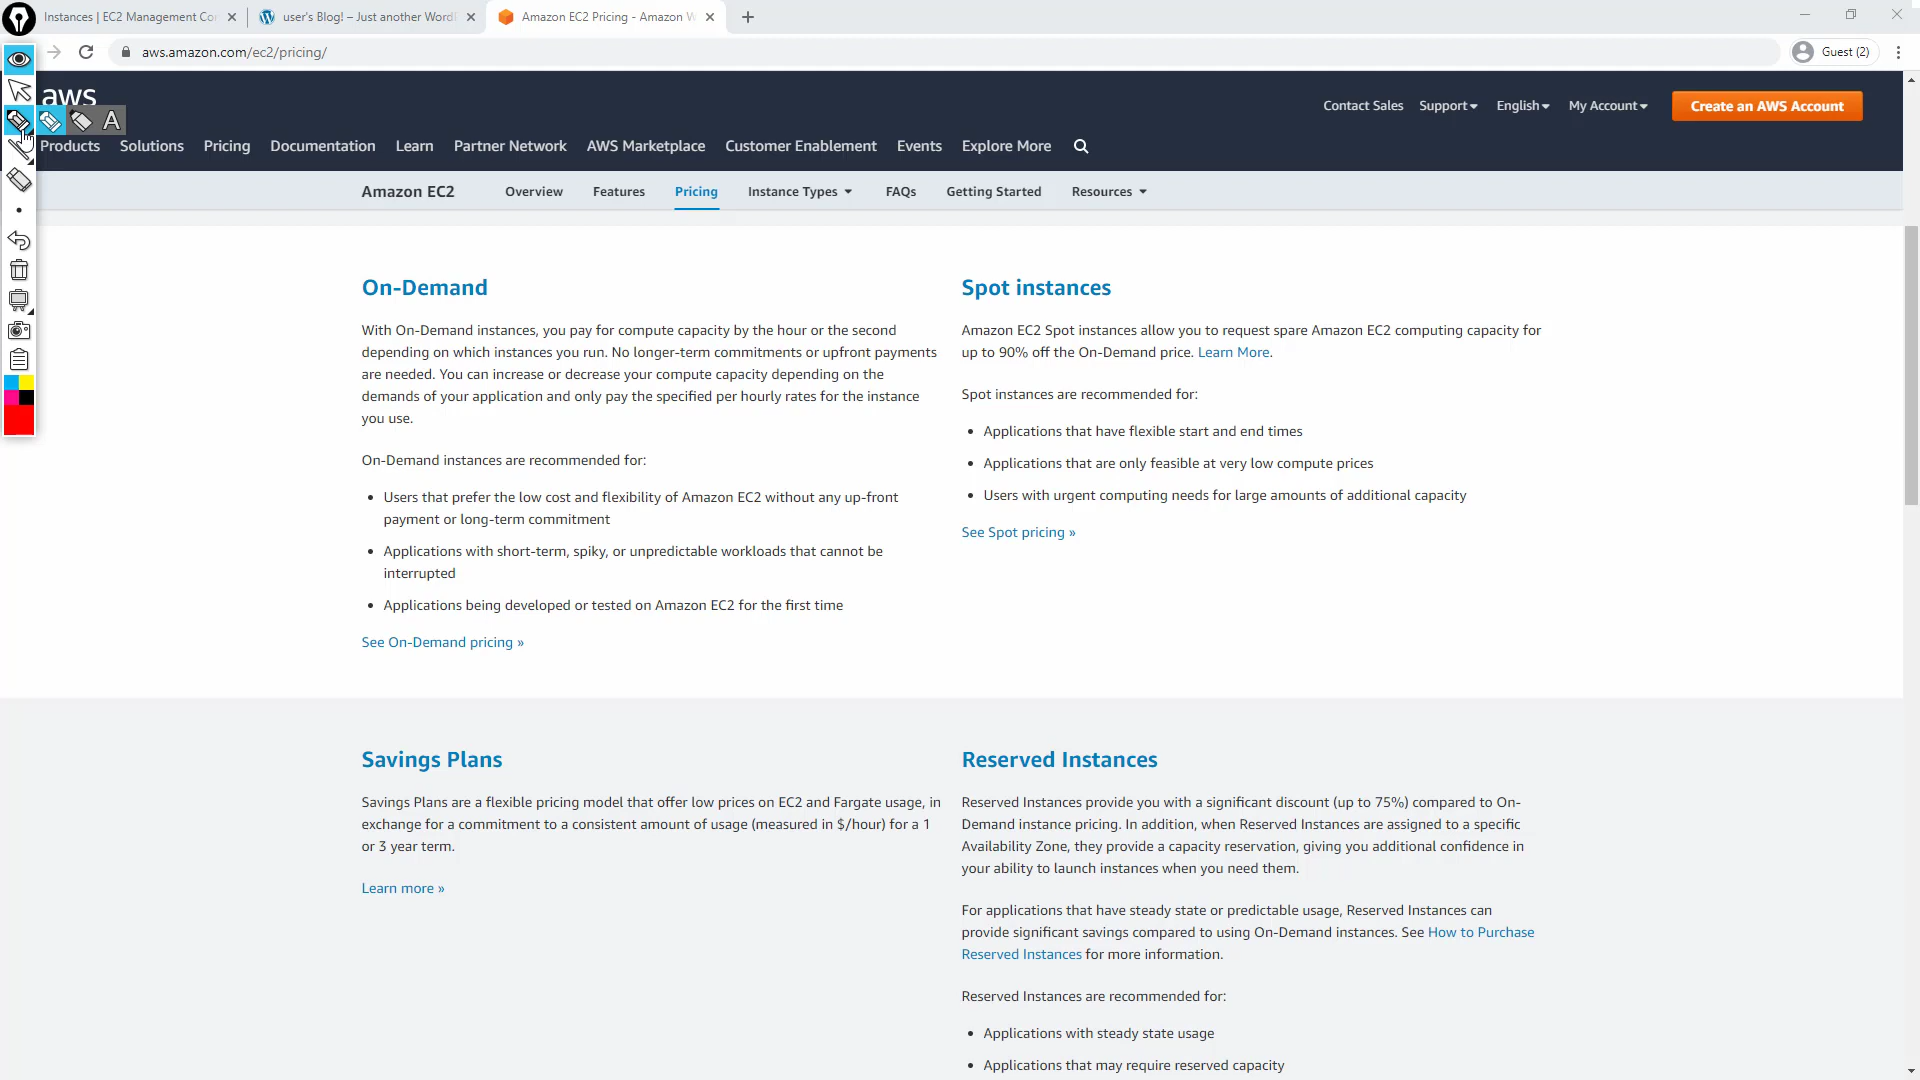 Instances | EC2 Management Co
user's Blog! – Just another Word
Amazon EC2 Pricing - Amazon W
aws.amazon.com/ec2/pricing/
Guest (2)
aws
A
Contact Sales
Support
English
My Account
Create an AWS Account
Products
Solutions
Pricing
Documentation
Learn
Partner Network
AWS Marketplace
Customer Enablement
Events
Explore More
Amazon EC2
Overview
Features
Pricing
Instance Types
FAQs
Getting Started
Resources
On-Demand
With On-Demand instances, you pay for compute capacity by the hour or the second
depending on which instances you run. No longer-term commitments or upfront payments
are needed. You can increase or decrease your compute capacity depending on the
demands of your application and only pay the specified per hourly rates for the instance
you use.
On-Demand instances are recommended for:
• Users that prefer the low cost and flexibility of Amazon EC2 without any up-front
payment or long-term commitment
• Applications with short-term, spiky, or unpredictable workloads that cannot be
interrupted
• Applications being developed or tested on Amazon EC2 for the first time
See On-Demand pricing »
Spot instances
Amazon EC2 Spot instances allow you to request spare Amazon EC2 computing capacity for
up to 90% off the On-Demand price. Learn More.
Spot instances are recommended for:
• Applications that have flexible start and end times
• Applications that are only feasible at very low compute prices
• Users with urgent computing needs for large amounts of additional capacity
See Spot pricing »
Savings Plans
Savings Plans are a flexible pricing model that offer low prices on EC2 and Fargate usage, in
exchange for a commitment to a consistent amount of usage (measured in $/hour) for a 1
or 3 year term.
Learn more »
Reserved Instances
Reserved Instances provide you with a significant discount (up to 75%) compared to On-
Demand instance pricing. In addition, when Reserved Instances are assigned to a specific
Availability Zone, they provide a capacity reservation, giving you additional confidence in
your ability to launch instances when you need them.
For applications that have steady state or predictable usage, Reserved Instances can
provide significant savings compared to using On-Demand instances. See How to Purchase
Reserved Instances for more information.
Reserved Instances are recommended for:
• Applications with steady state usage
• Applications that may require reserved capacity